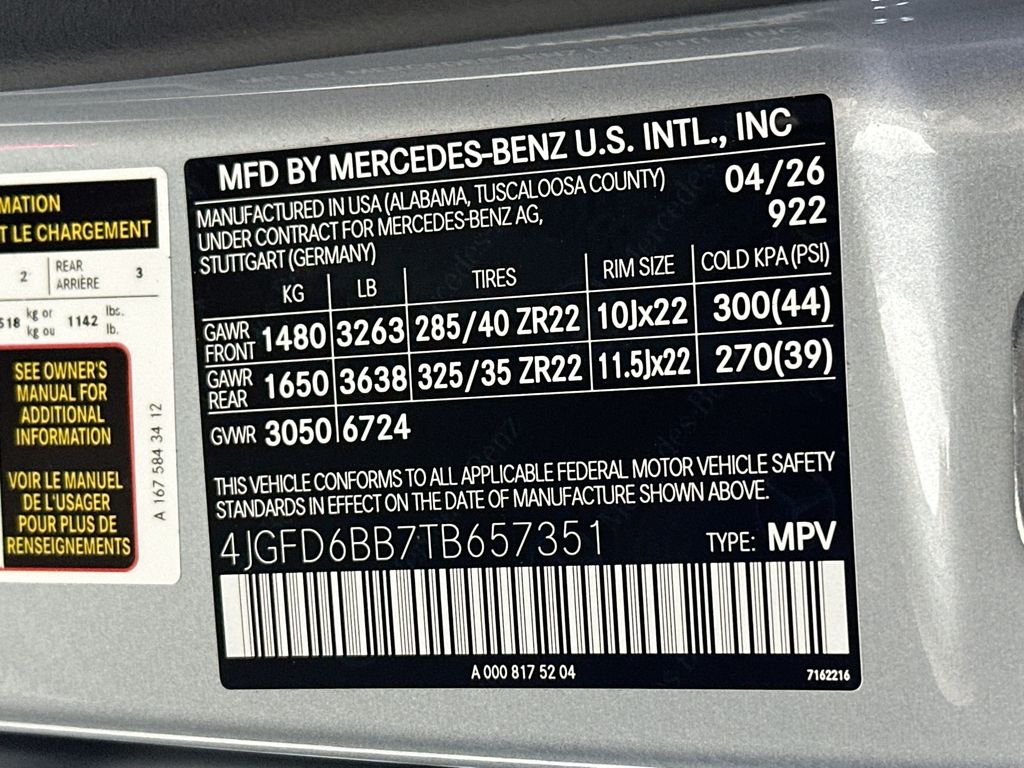 MATION
T LE CHARGEMENT
2 REAR ARRIÈRE 3
518 kg or kg ou 1142 lbs. lb.
SEE OWNER'S
MANUAL FOR
ADDITIONAL
INFORMATION
VOIR LE MANUEL
DE L'USAGER
POUR PLUS DE
RENSEIGNEMENTS
A 167 584 34 12
MFD BY MERCEDES-BENZ U.S. INTL., INC
MANUFACTURED IN USA (ALABAMA, TUSCALOOSA COUNTY) 04/26
UNDER CONTRACT FOR MERCEDES-BENZ AG, 922
STUTTGART (GERMANY)
KG LB TIRES RIM SIZE COLD KPA (PSI)
GAWR FRONT 1480 3263 285/40 ZR22 10Jx22 300(44)
GAWR REAR 1650 3638 325/35 ZR22 11.5Jx22 270(39)
GVWR 3050 6724
THIS VEHICLE CONFORMS TO ALL APPLICABLE FEDERAL MOTOR VEHICLE SAFETY
STANDARDS IN EFFECT ON THE DATE OF MANUFACTURE SHOWN ABOVE.
4JGFD6BB7TB657351 TYPE: MPV
A 000 817 52 04 7162216